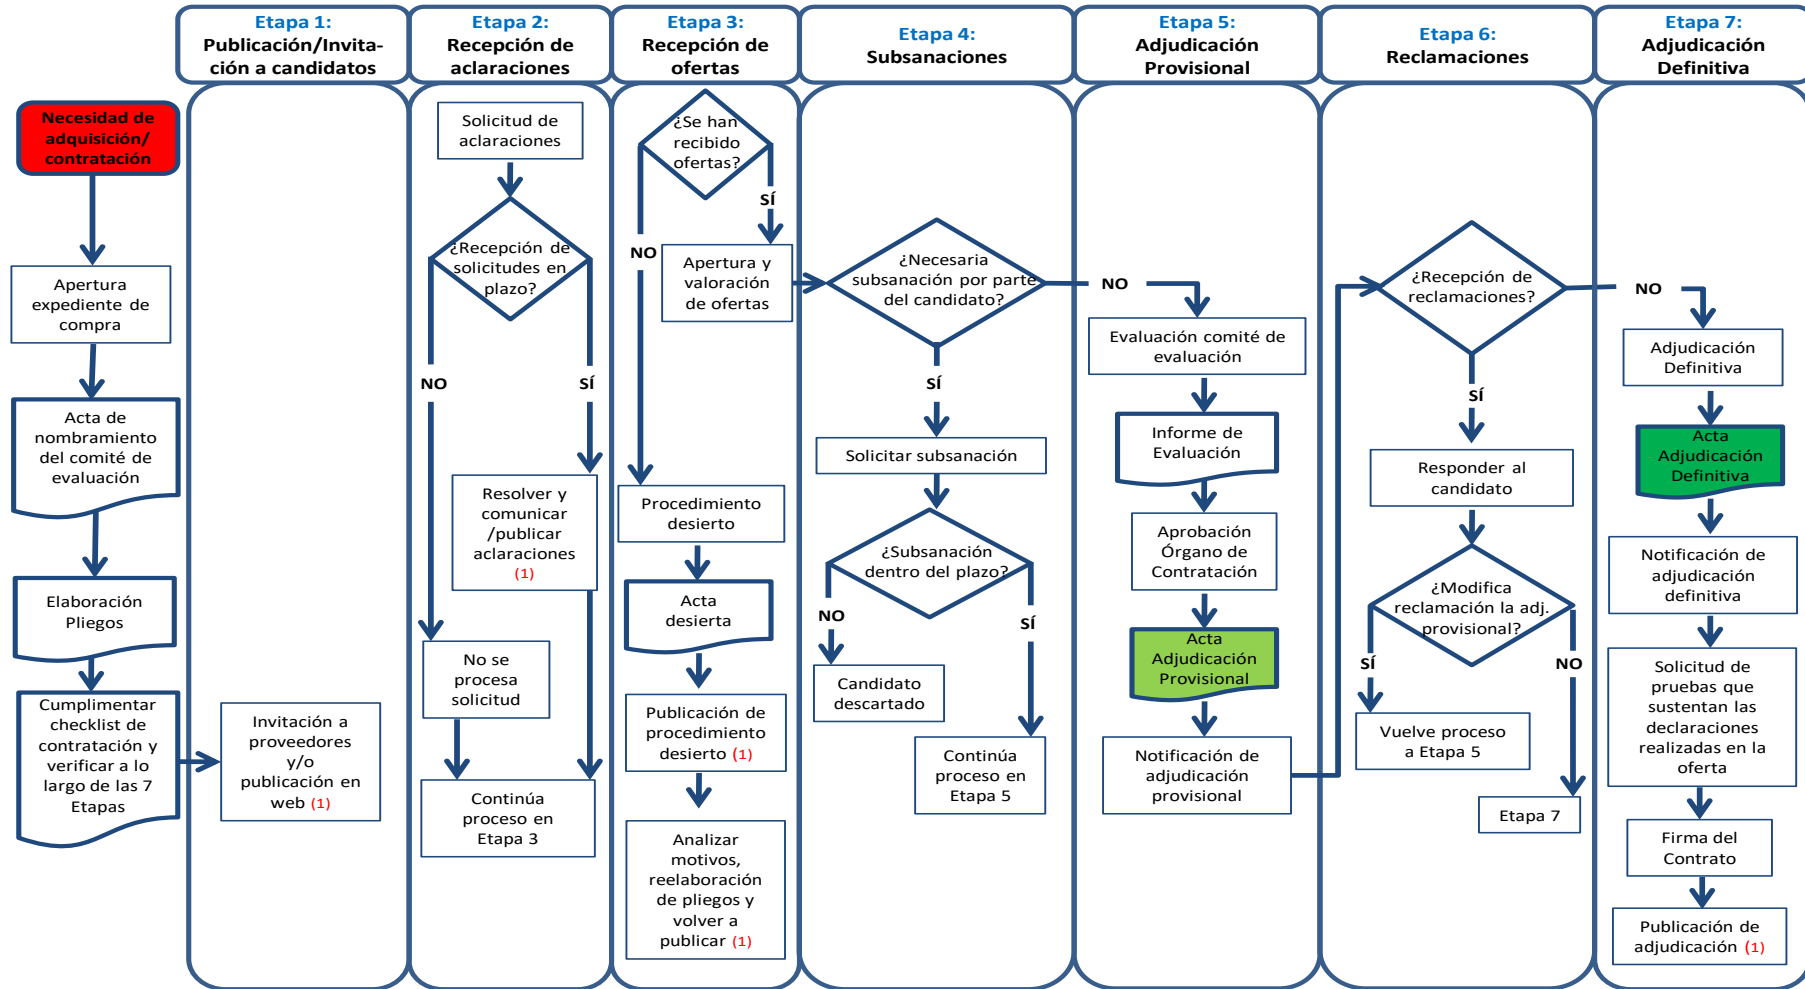 Etapa 1:
Publicación/Invita-
ción a candidatos
Etapa 2:
Recepción de
aclaraciones
Etapa 3:
Recepción de
ofertas
Etapa 4:
Subsanaciones
Etapa 5:
Adjudicación
Provisional
Etapa 6:
Reclamaciones
Etapa 7:
Adjudicación
Definitiva
Necesidad de
adquisición/
contratación
Apertura
expediente de
compra
Acta de
nombramiento
del comité de
evaluación
Elaboración
Pliegos
Cumplimentar
checklist de
contratación y
verificar a lo
largo de las 7
Etapas
Invitación a
proveedores
y/o
publicación en
web (1)
Solicitud de
aclaraciones
¿Recepción de
solicitudes en
plazo?
NO
SÍ
Resolver y
comunicar
/publicar
aclaraciones
(1)
No se
procesa
solicitud
Continúa
proceso en
Etapa 3
¿Se han
recibido
ofertas?
SÍ
NO
Apertura y
valoración
de ofertas
Procedimiento
desierto
Acta
desierta
Publicación de
procedimiento
desierto (1)
Analizar
motivos,
reelaboración
de pliegos y
volver a
publicar (1)
¿Necesaria
subsanación por parte
del candidato?
NO
SÍ
Solicitar subsanación
¿Subsanación
dentro del plazo?
NO
SÍ
Candidato
descartado
Continúa
proceso en
Etapa 5
Evaluación comité de
evaluación
Informe de
Evaluación
Aprobación
Órgano de
Contratación
Acta
Adjudicación
Provisional
Notificación de
adjudicación
provisional
¿Recepción de
reclamaciones?
NO
SÍ
Responder al
candidato
¿Modifica
reclamación la adj.
provisional?
SÍ
NO
Vuelve proceso
a Etapa 5
Etapa 7
Adjudicación
Definitiva
Acta
Adjudicación
Definitiva
Notificación de
adjudicación
definitiva
Solicitud de
pruebas que
sustentan las
declaraciones
realizadas en la
oferta
Firma del
Contrato
Publicación de
adjudicación (1)